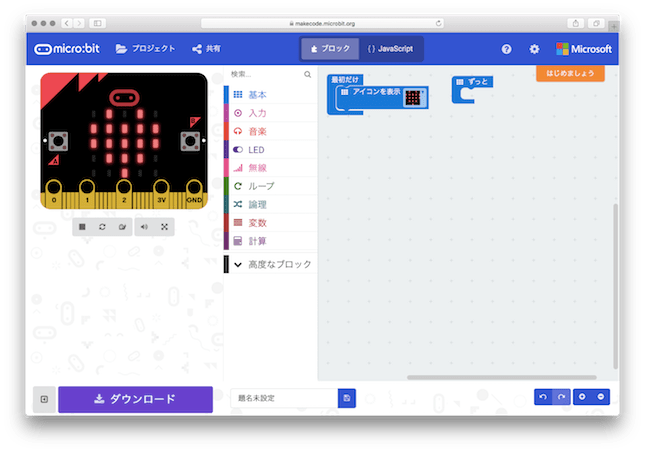 makecode.microbit.org
micro:bit プロジェクト 共有 ブロック {} JavaScript ? Microsoft
はじめましょう
検索...
基本
入力
音楽
LED
無線
ループ
論理
変数
計算
高度なブロック
最初だけ
アイコンを表示
ずっと
B
A
0 1 2 3V GND
ダウンロード
題名未設定